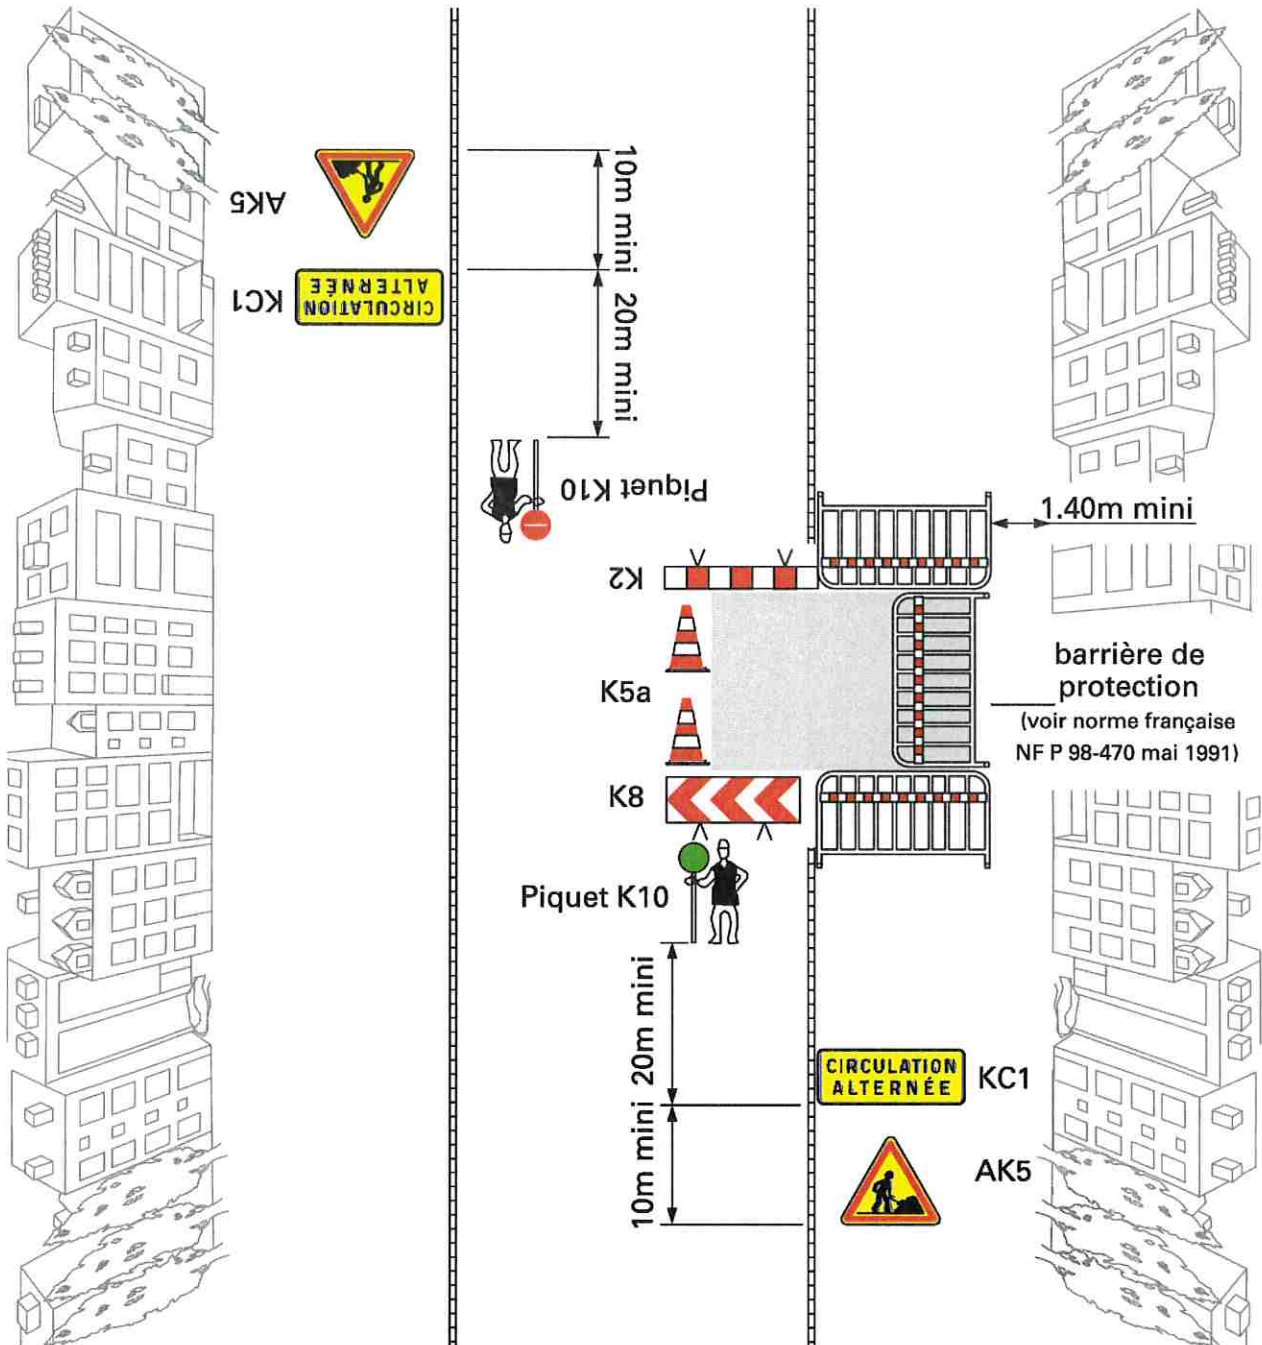 AK5
10m mini
KC1
CIRCULATION
ALTERNÉE
20m mini
Piquet K10
1.40m mini
K2
K5a
barrière de
protection
(voir norme française
NF P 98-470 mai 1991)
K8
Piquet K10
20m mini
CIRCULATION
ALTERNÉE
KC1
10m mini
AK5